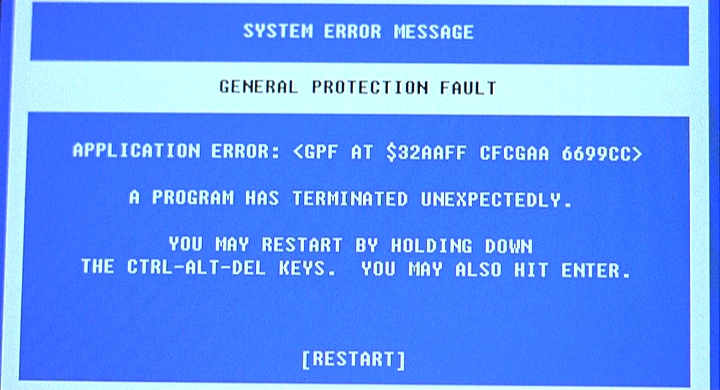 SYSTEM ERROR MESSAGE
GENERAL PROTECTION FAULT
APPLICATION ERROR: <GPF AT $32AAFF CFCGAA 6699CC>
A PROGRAM HAS TERMINATED UNEXPECTEDLY.
YOU MAY RESTART BY HOLDING DOWN
THE CTRL-ALT-DEL KEYS. YOU MAY ALSO HIT ENTER.
[RESTART]